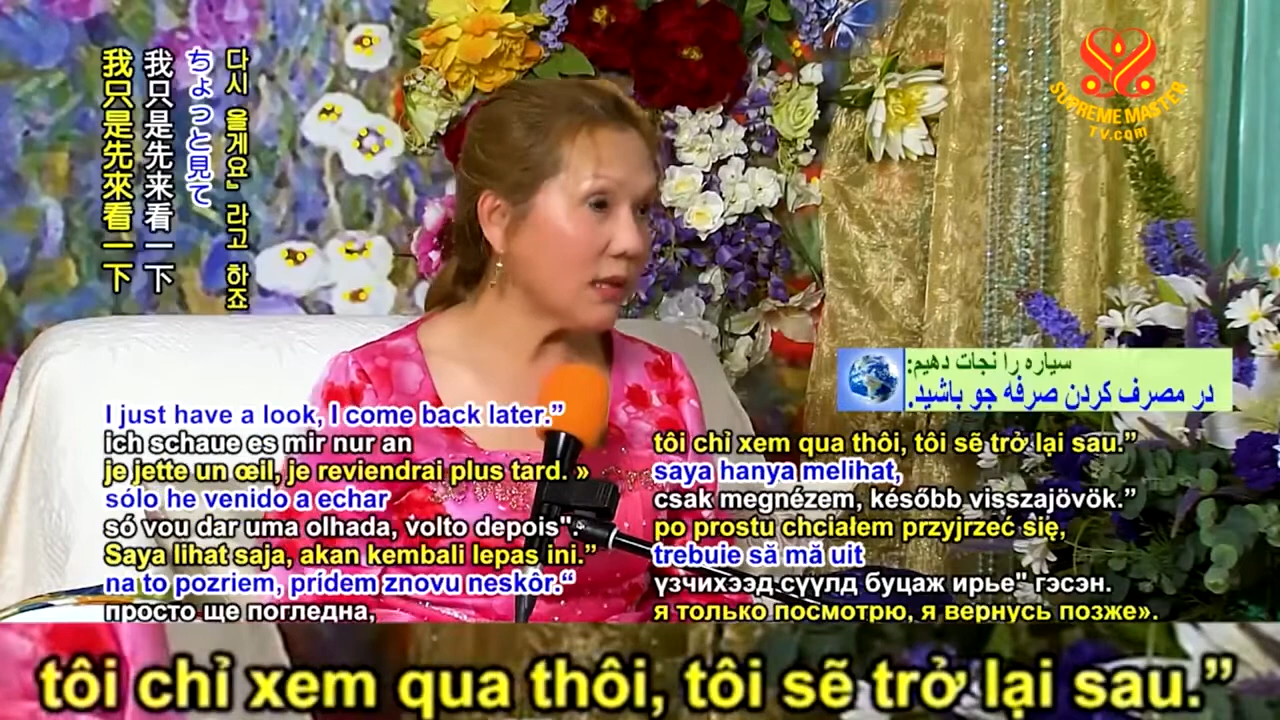 다시 올게요』라고 하죠
ちょっと見て
我只是先来看一下
我只是先來看一下
SUPREME MASTER
TV.com
سیاره را نجات دهیم:
در مصرف کردن صرفه جو باشید.
I just have a look, I come back later.”
ich schaue es mir nur an
je jette un œil, je reviendrai plus tard. »
sólo he venido a echar
só vou dar uma olhada, volto depois".
Saya lihat saja, akan kembali lepas ini.”
na to pozriem, prídem znovu neskôr.“
просто ще погледна,
tôi chỉ xem qua thôi, tôi sẽ trở lại sau.”
saya hanya melihat,
csak megnézem, később visszajövök.”
po prostu chciałem przyjrzeć się,
trebuie să mă uit
үзчихээд сүүлд буцаж ирье" гэсэн.
я только посмотрю, я вернусь позже».
tôi chỉ xem qua thôi, tôi sẽ trở lại sau.”